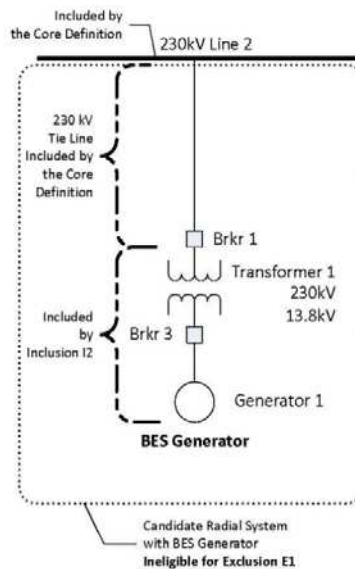 Included by
the Core Definition
230kV Line 2
230 kV
Tie Line
Included by
the Core
Definition
Brkr 1
Transformer 1
230kV
13.8kV
Included
by
Inclusion I2
Brkr 3
Generator 1
BES Generator
Candidate Radial System
with BES Generator
Ineligible for Exclusion E1